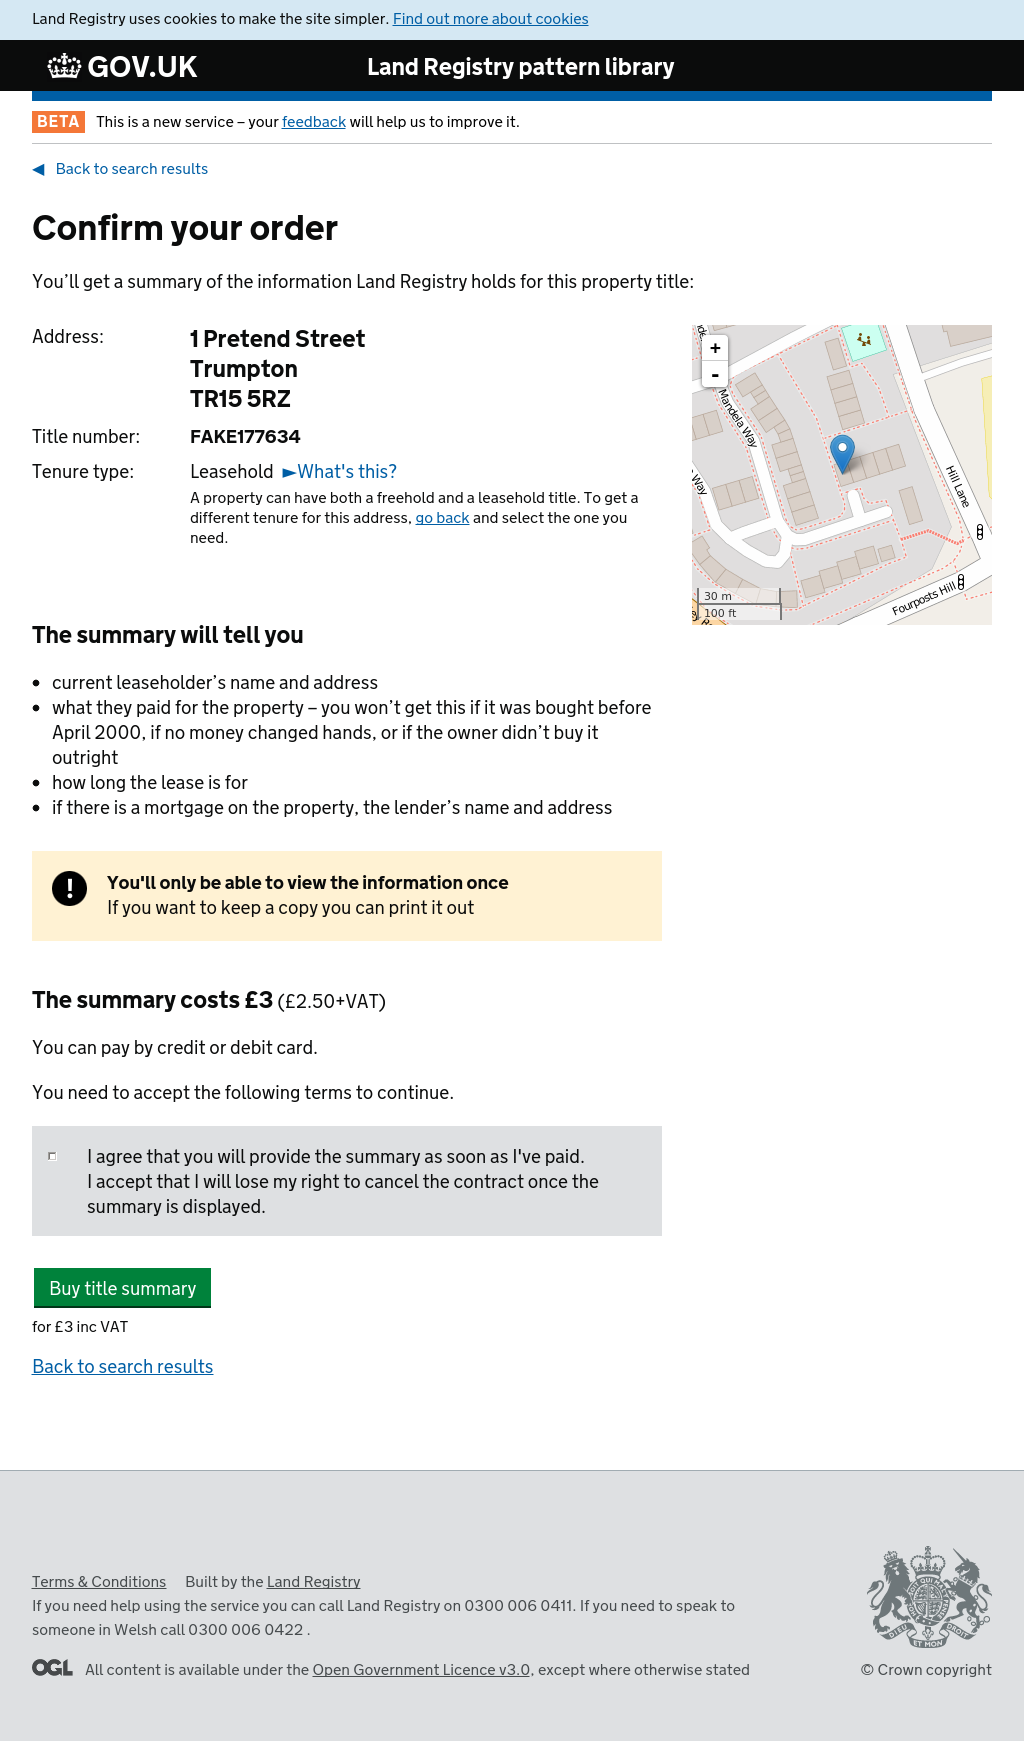 Land Registry uses cookies to make the site simpler. Find out more about cookies
GOV.UK
Land Registry pattern library
BETA This is a new service – your feedback will help us to improve it.
◀ Back to search results
Confirm your order
You’ll get a summary of the information Land Registry holds for this property title:
Address:
1 Pretend Street
Trumpton
TR15 5RZ
Title number: FAKE177634
Tenure type: Leasehold ►What's this?
A property can have both a freehold and a leasehold title. To get a
different tenure for this address, go back and select the one you
need.
+
-
Mandela Way
Way
Hill Lane
Fourposts Hill
30 m
100 ft
The summary will tell you
• current leaseholder’s name and address
• what they paid for the property – you won’t get this if it was bought before
April 2000, if no money changed hands, or if the owner didn’t buy it
outright
• how long the lease is for
• if there is a mortgage on the property, the lender’s name and address
! You'll only be able to view the information once
If you want to keep a copy you can print it out
The summary costs £3 (£2.50+VAT)
You can pay by credit or debit card.
You need to accept the following terms to continue.
I agree that you will provide the summary as soon as I've paid.
I accept that I will lose my right to cancel the contract once the
summary is displayed.
Buy title summary
for £3 inc VAT
Back to search results
Terms & Conditions Built by the Land Registry
If you need help using the service you can call Land Registry on 0300 006 0411. If you need to speak to
someone in Welsh call 0300 006 0422 .
OGL All content is available under the Open Government Licence v3.0, except where otherwise stated
DIEU ET MON DROIT
© Crown copyright